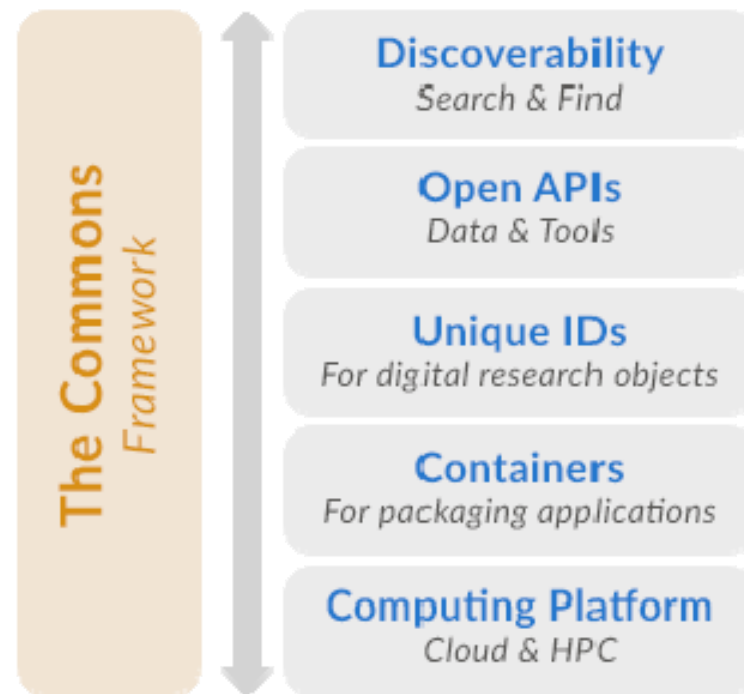 The Commons
Framework
Discoverability
Search & Find
Open APIs
Data & Tools
Unique IDs
For digital research objects
Containers
For packaging applications
Computing Platform
Cloud & HPC